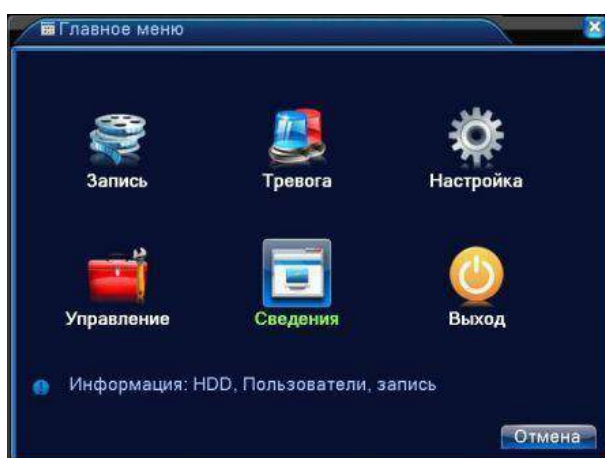 Главное меню
Запись Тревога Настройка
Управление Сведения Выход
Информация: HDD, Пользователи, запись
Отмена